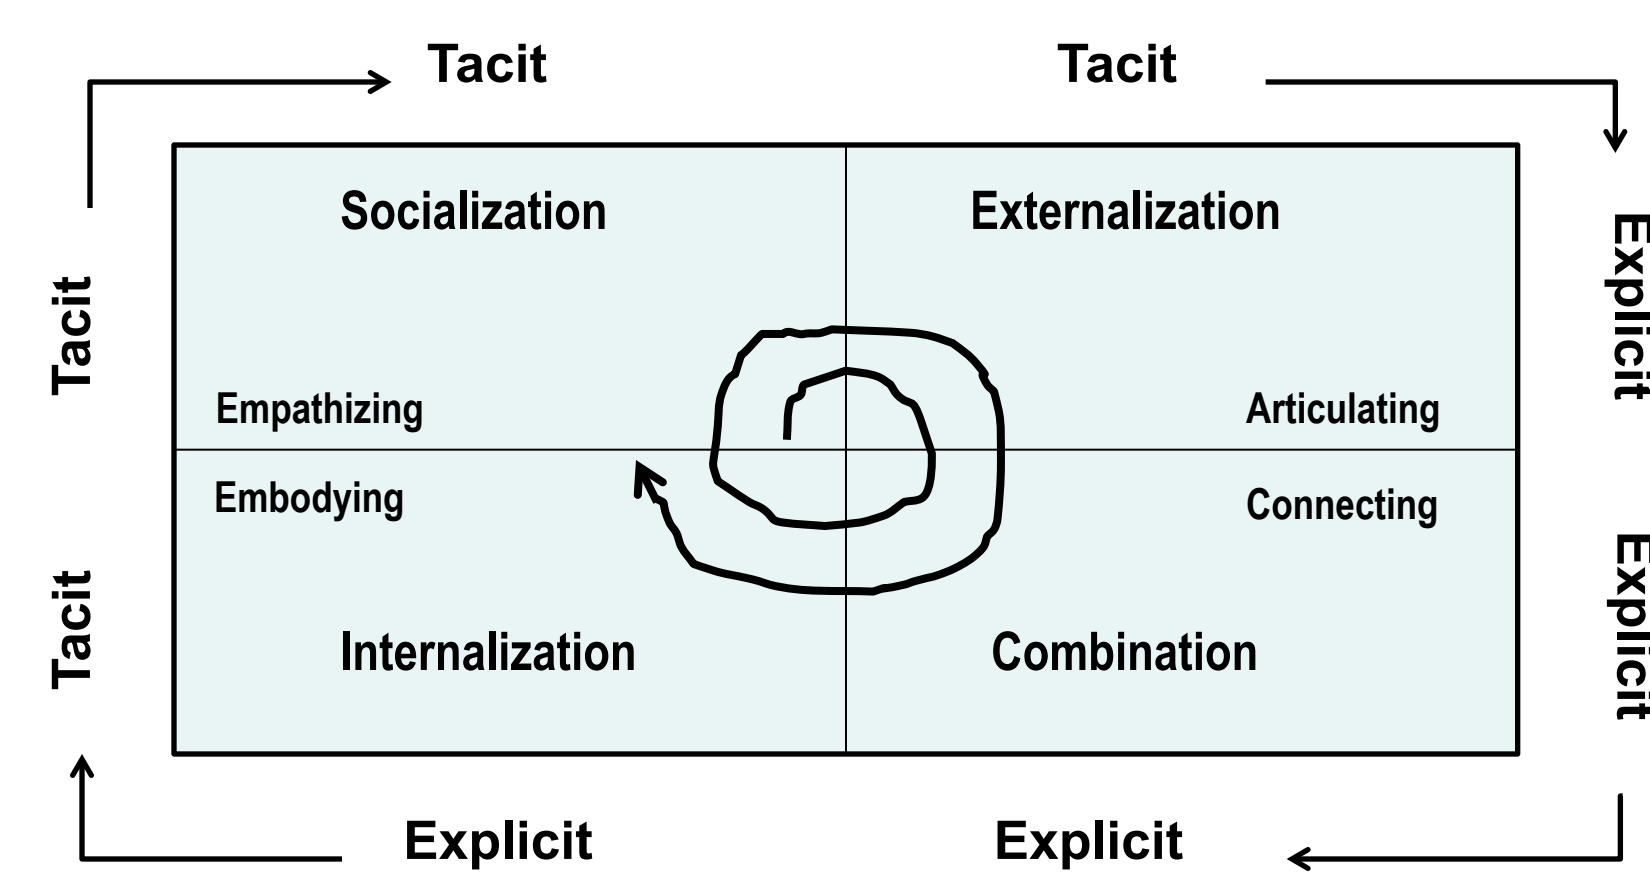 Tacit
Tacit
Tacit
Explicit
Socialization
Externalization
Empathizing
Articulating
Embodying
Connecting
Tacit
Explicit
Internalization
Combination
Explicit
Explicit